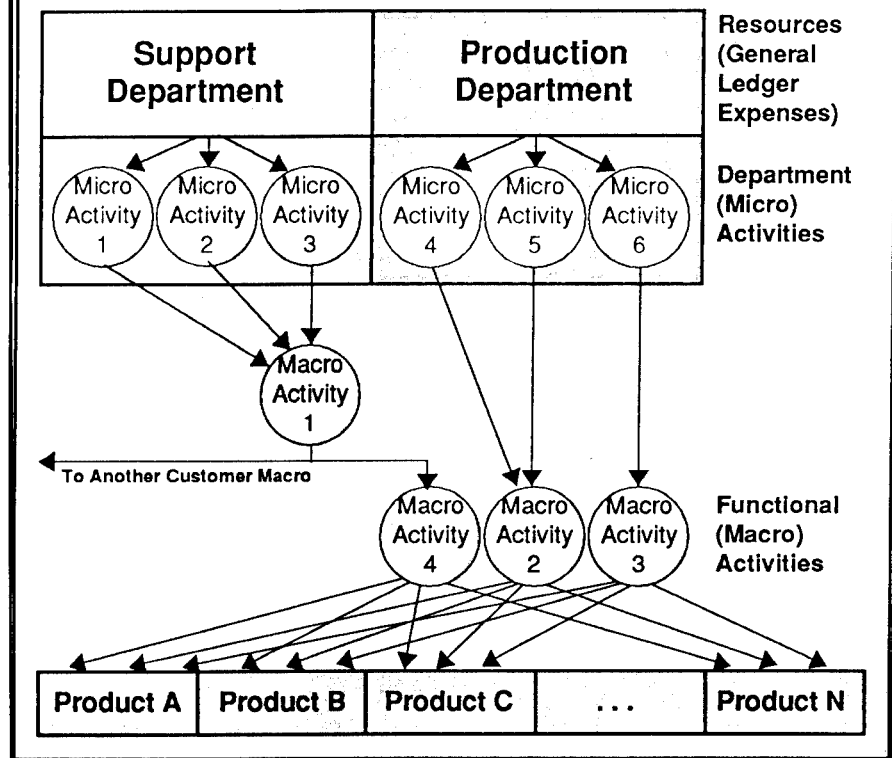 Support
Department
Production
Department
Resources
(General
Ledger
Expenses)
Micro
Activity
1
Micro
Activity
2
Micro
Activity
3
Micro
Activity
4
Micro
Activity
5
Micro
Activity
6
Department
(Micro)
Activities
Macro
Activity
1
To Another Customer Macro
Macro
Activity
4
Macro
Activity
2
Macro
Activity
3
Functional
(Macro)
Activities
Product A
Product B
Product C
...
Product N